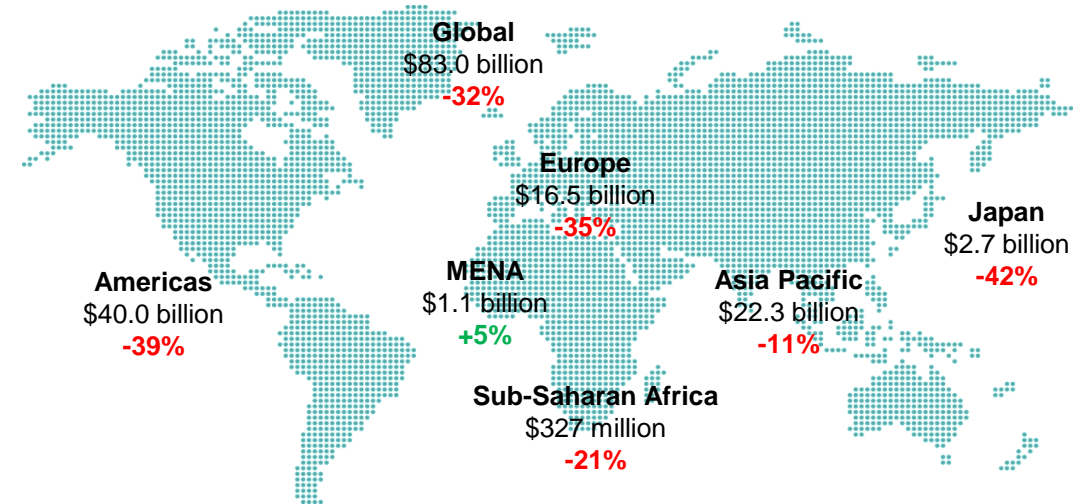 Global
$83.0 billion
-32%
Europe
$16.5 billion
-35%
Japan
$2.7 billion
-42%
Americas
$40.0 billion
-39%
MENA
$1.1 billion
+5%
Asia Pacific
$22.3 billion
-11%
Sub-Saharan Africa
$327 million
-21%